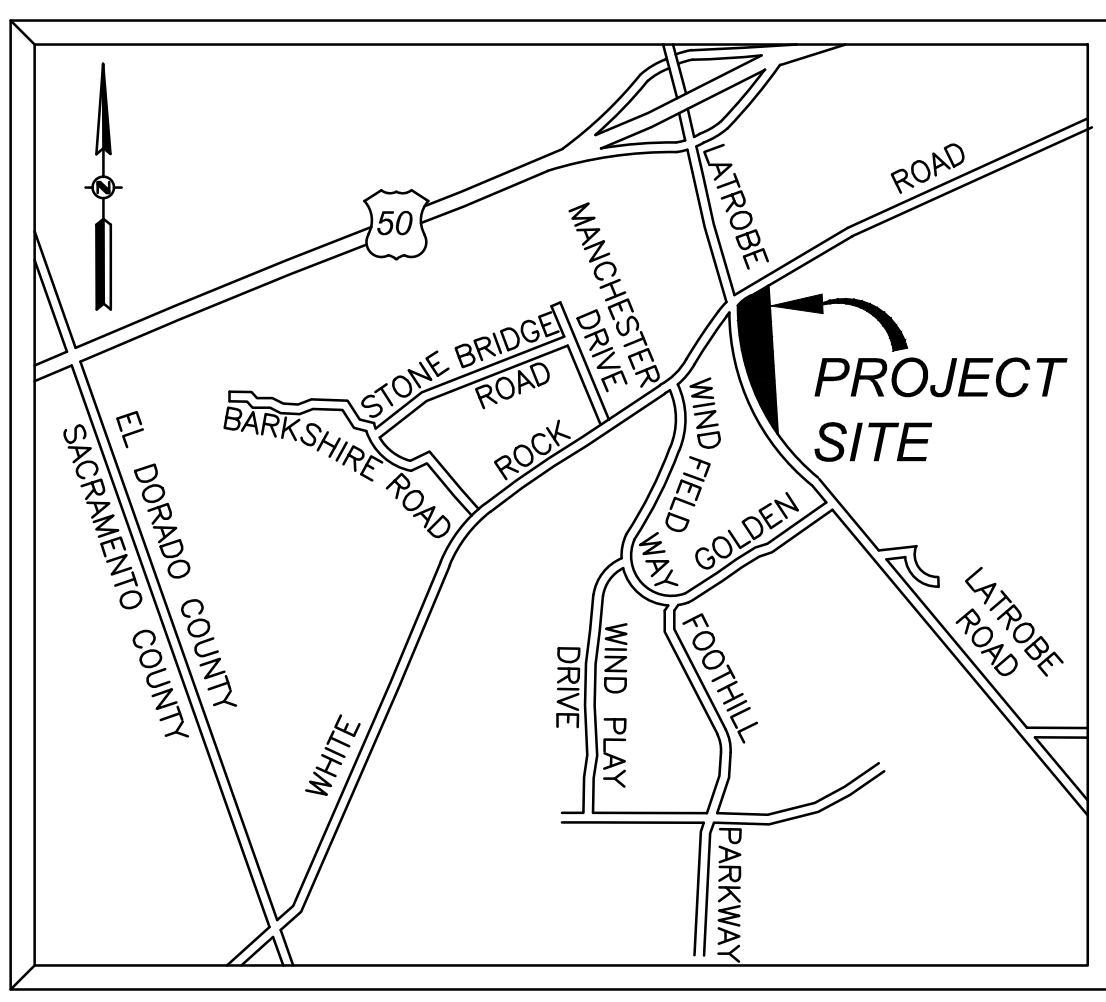 N
50
LATROBE
ROAD
MANCHESTER
DRIVE
STONE BRIDGE
ROAD
BARKSHIRE ROAD
ROCK
WHITE
PROJECT
SITE
EL DORADO COUNTY
SACRAMENTO COUNTY
WIND FIELD
WAY
GOLDEN
FOOTHILL
PARKWAY
WIND PLAY
DRIVE
LATROBE
ROAD